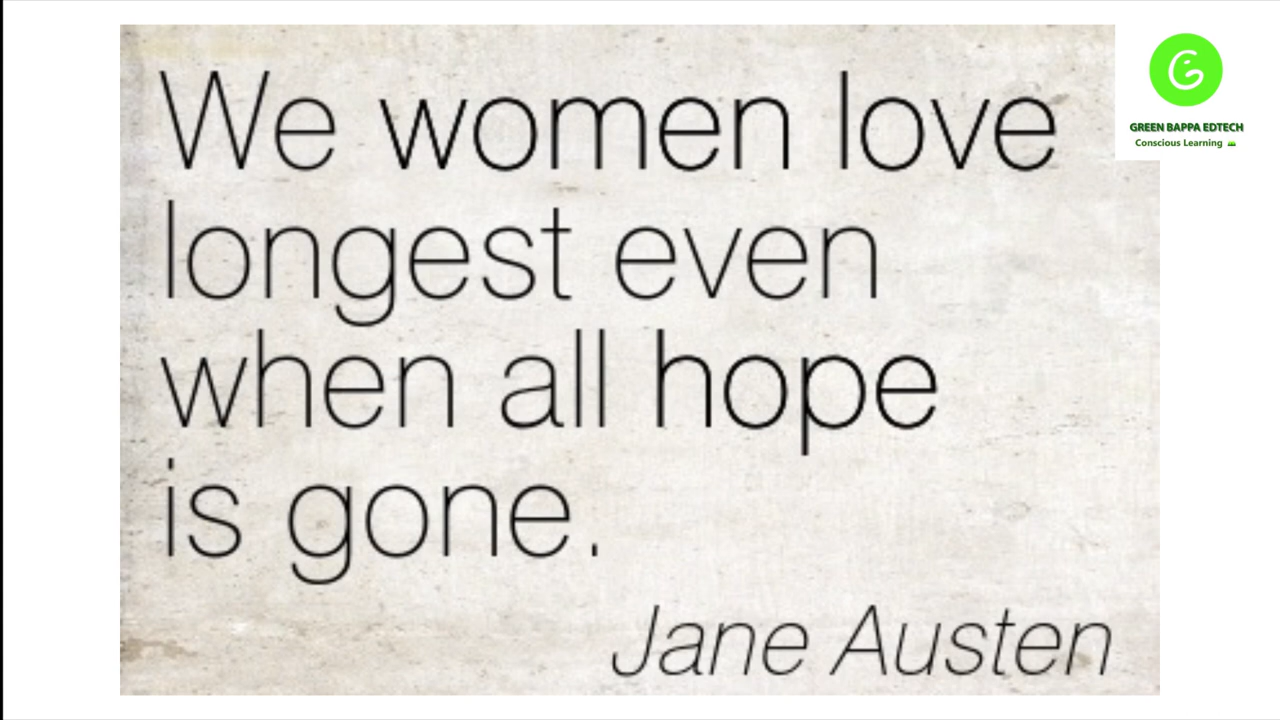 We women love
longest even
when all hope
is gone.
Jane Austen
GREEN BAPPA EDTECH
Conscious Learning